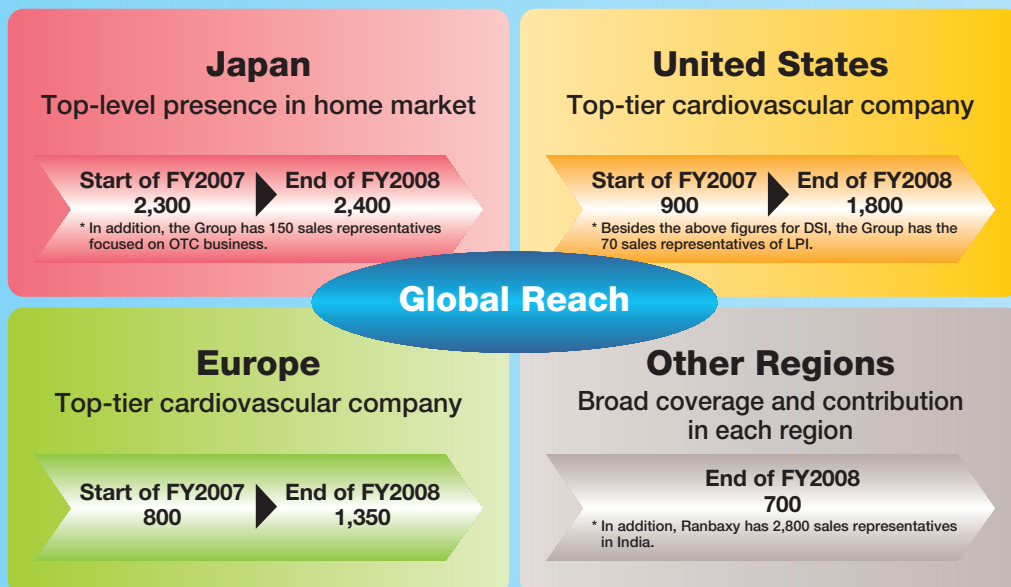 Japan
Top-level presence in home market
Start of FY2007 End of FY2008
2,300 2,400
* In addition, the Group has 150 sales representatives
focused on OTC business.
United States
Top-tier cardiovascular company
Start of FY2007 End of FY2008
900 1,800
* Besides the above figures for DSI, the Group has the
70 sales representatives of LPI.
Global Reach
Europe
Top-tier cardiovascular company
Start of FY2007 End of FY2008
800 1,350
Other Regions
Broad coverage and contribution
in each region
End of FY2008
700
* In addition, Ranbaxy has 2,800 sales representatives
in India.